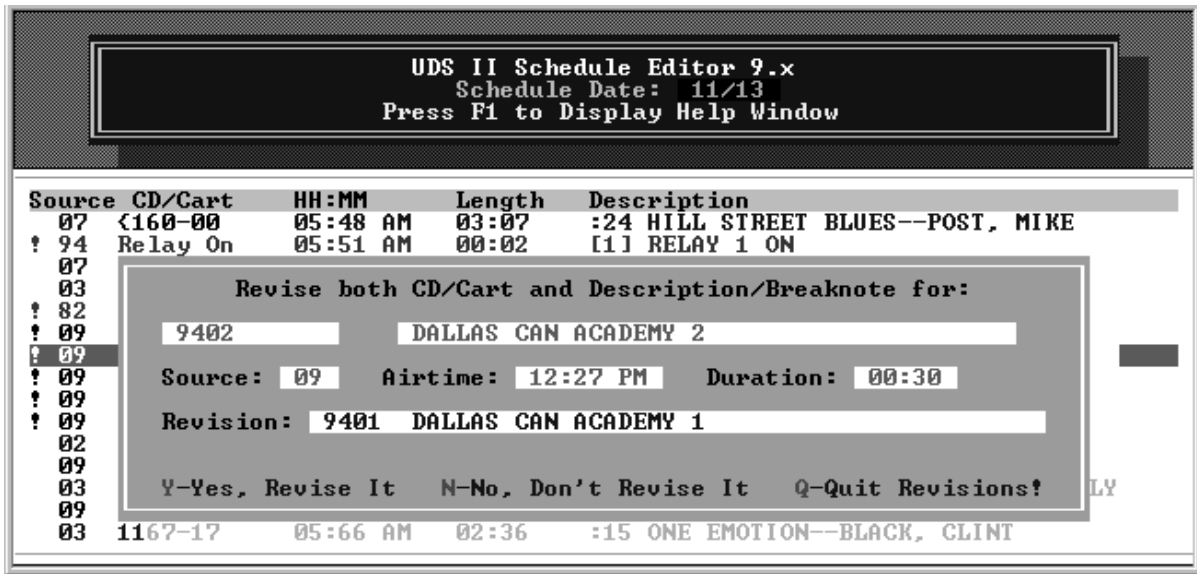 UDS II Schedule Editor 9.x
Schedule Date: 11/13
Press F1 to Display Help Window
Source CD/Cart HH:MM Length Description
07 {160-00 05:48 AM 03:07 :24 HILL STREET BLUES--POST, MIKE
! 94 Relay On 05:51 AM 00:02 [1] RELAY 1 ON
07
03 Revise both CD/Cart and Description/Breaknote for:
! 82
! 09 9402 DALLAS CAN ACADEMY 2
! 09
! 09 Source: 09 Airtime: 12:27 PM Duration: 00:30
! 09
! 09 Revision: 9401 DALLAS CAN ACADEMY 1
02
09
03 Y-Yes, Revise It N-No, Don't Revise It Q-Quit Revisions! LY
09
03 1167-17 05:66 AM 02:36 :15 ONE EMOTION--BLACK, CLINT